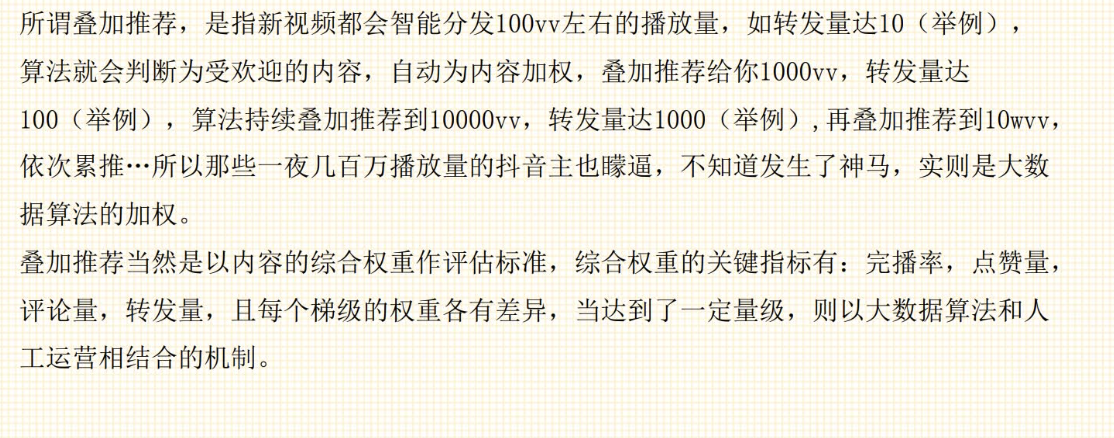 所谓叠加推荐，是指新视频都会智能分发100vv左右的播放量，如转发量达10（举例），
算法就会判断为受欢迎的内容，自动为内容加权，叠加推荐给你1000vv，转发量达
100（举例），算法持续叠加推荐到10000vv，转发量达1000（举例）,再叠加推荐到10wvv，
依次累推…所以那些一夜几百万播放量的抖音主也矇逼，不知道发生了神马，实则是大数
据算法的加权。
叠加推荐当然是以内容的综合权重作评估标准，综合权重的关键指标有：完播率，点赞量，
评论量，转发量，且每个梯级的权重各有差异，当达到了一定量级，则以大数据算法和人
工运营相结合的机制。